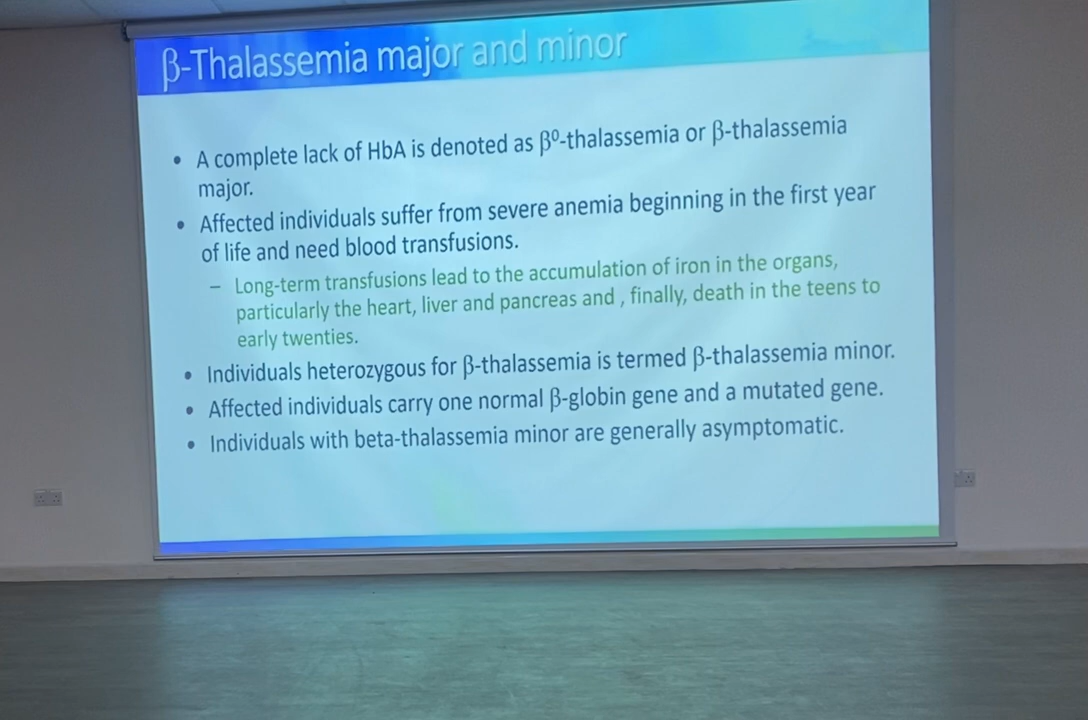 β-Thalassemia major and minor
• A complete lack of HbA is denoted as β⁰-thalassemia or β-thalassemia
major.
• Affected individuals suffer from severe anemia beginning in the first year
of life and need blood transfusions.
– Long-term transfusions lead to the accumulation of iron in the organs,
particularly the heart, liver and pancreas and , finally, death in the teens to
early twenties.
• Individuals heterozygous for β-thalassemia is termed β-thalassemia minor.
• Affected individuals carry one normal β-globin gene and a mutated gene.
• Individuals with beta-thalassemia minor are generally asymptomatic.